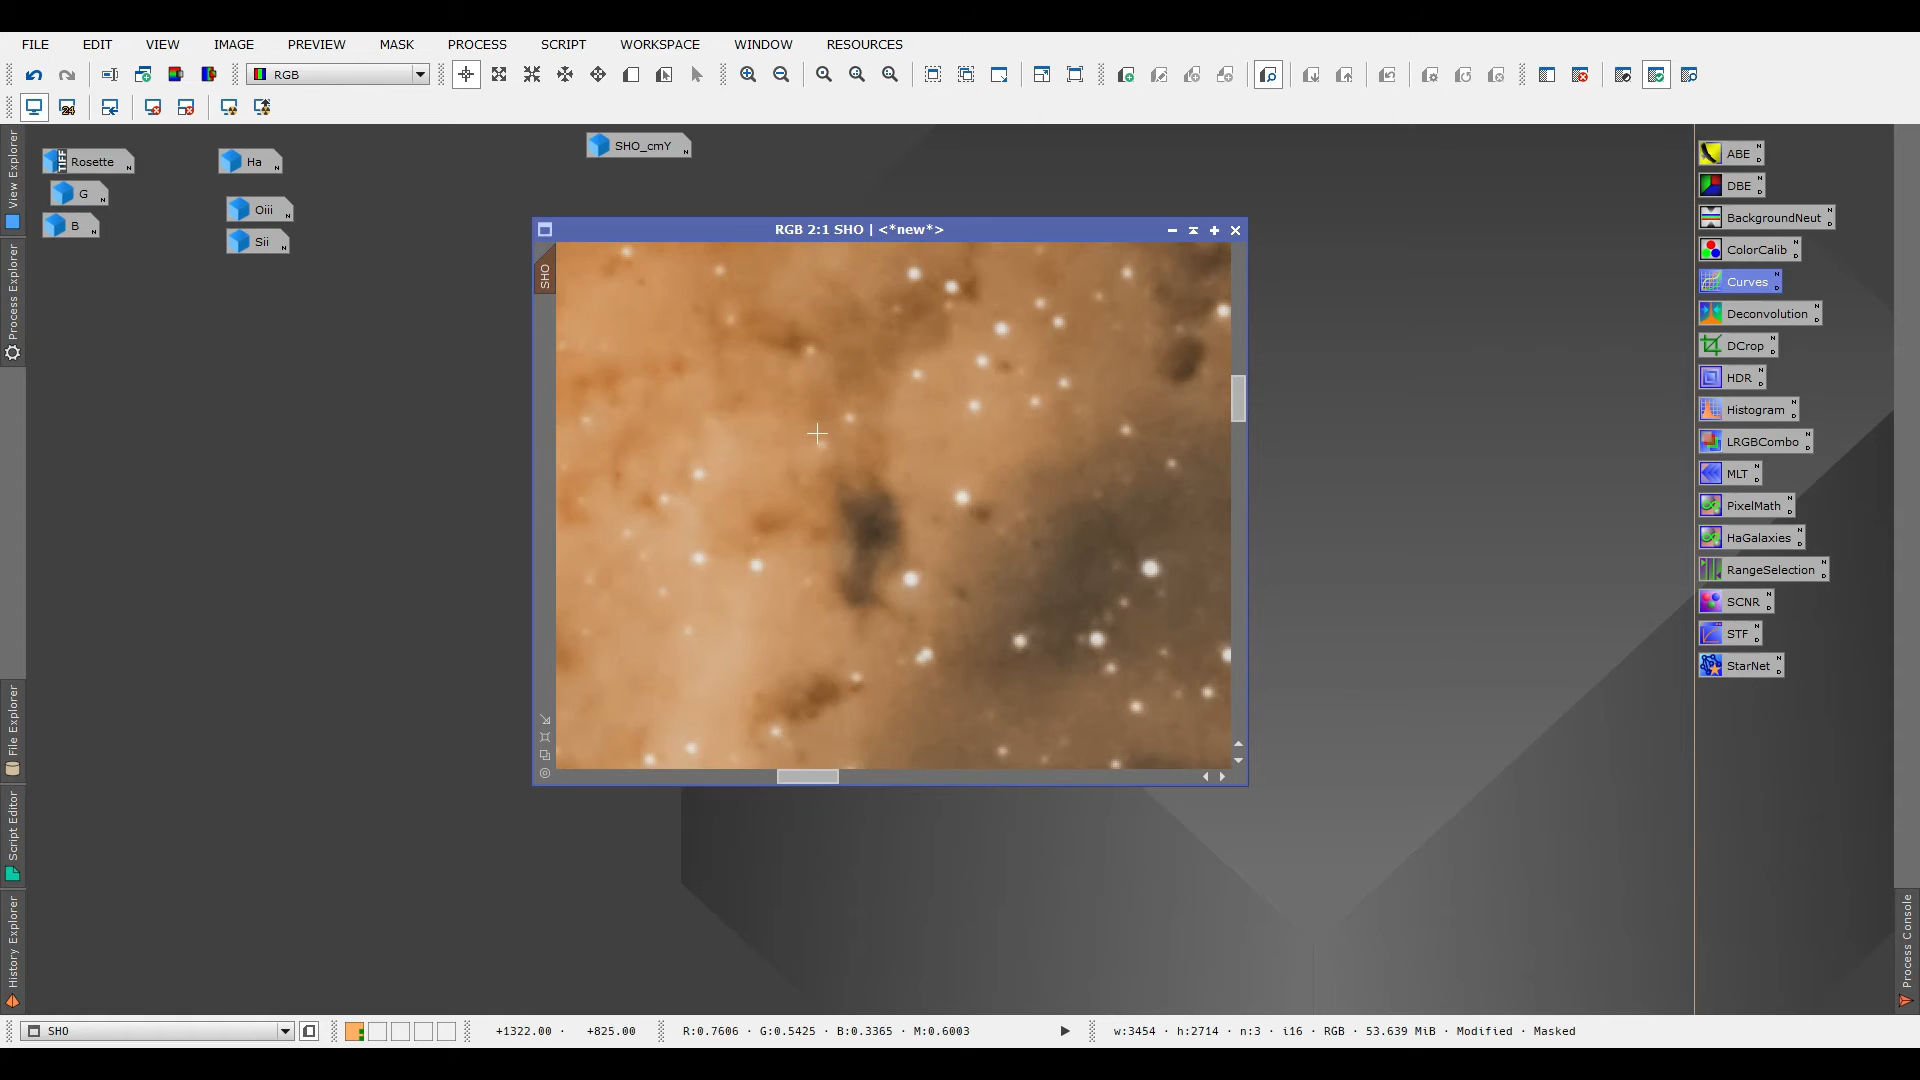 FILE EDIT VIEW IMAGE PREVIEW MASK PROCESS SCRIPT WORKSPACE WINDOW RESOURCES
RGB
24
View Explorer
Process Explorer
File Explorer
Script Editor
History Explorer
TIFF Rosette N
G N
B N
Ha N
Oiii N
Sii N
SHO_cmY N
RGB 2:1 SHO | <*new*>
SHO
ABE N D
DBE N D
BackgroundNeut N D
ColorCalib N D
Curves N D
Deconvolution N D
DCrop N D
HDR N D
Histogram N D
LRGBCombo N D
MLT N D
PixelMath N D
HaGalaxies N D
RangeSelection N D
SCNR N D
STF N D
StarNet N D
Process Console
SHO +1322.00 · +825.00 R:0.7606 · G:0.5425 · B:0.3365 · M:0.6003 w:3454 · h:2714 · n:3 · i16 · RGB · 53.639 MiB · Modified · Masked